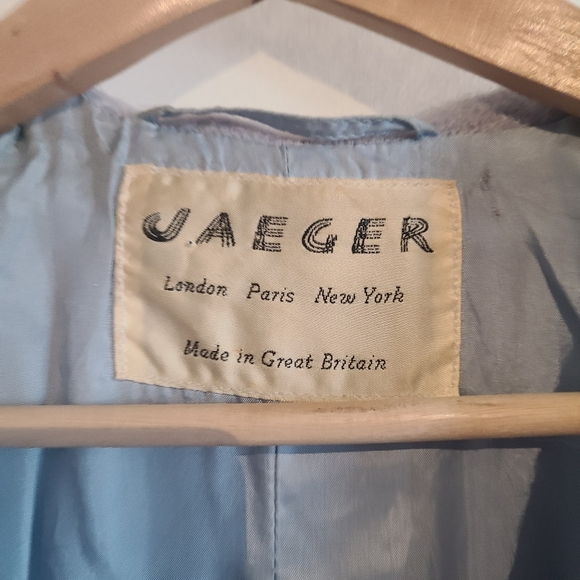 JAEGER
London Paris New York
Made in Great Britain